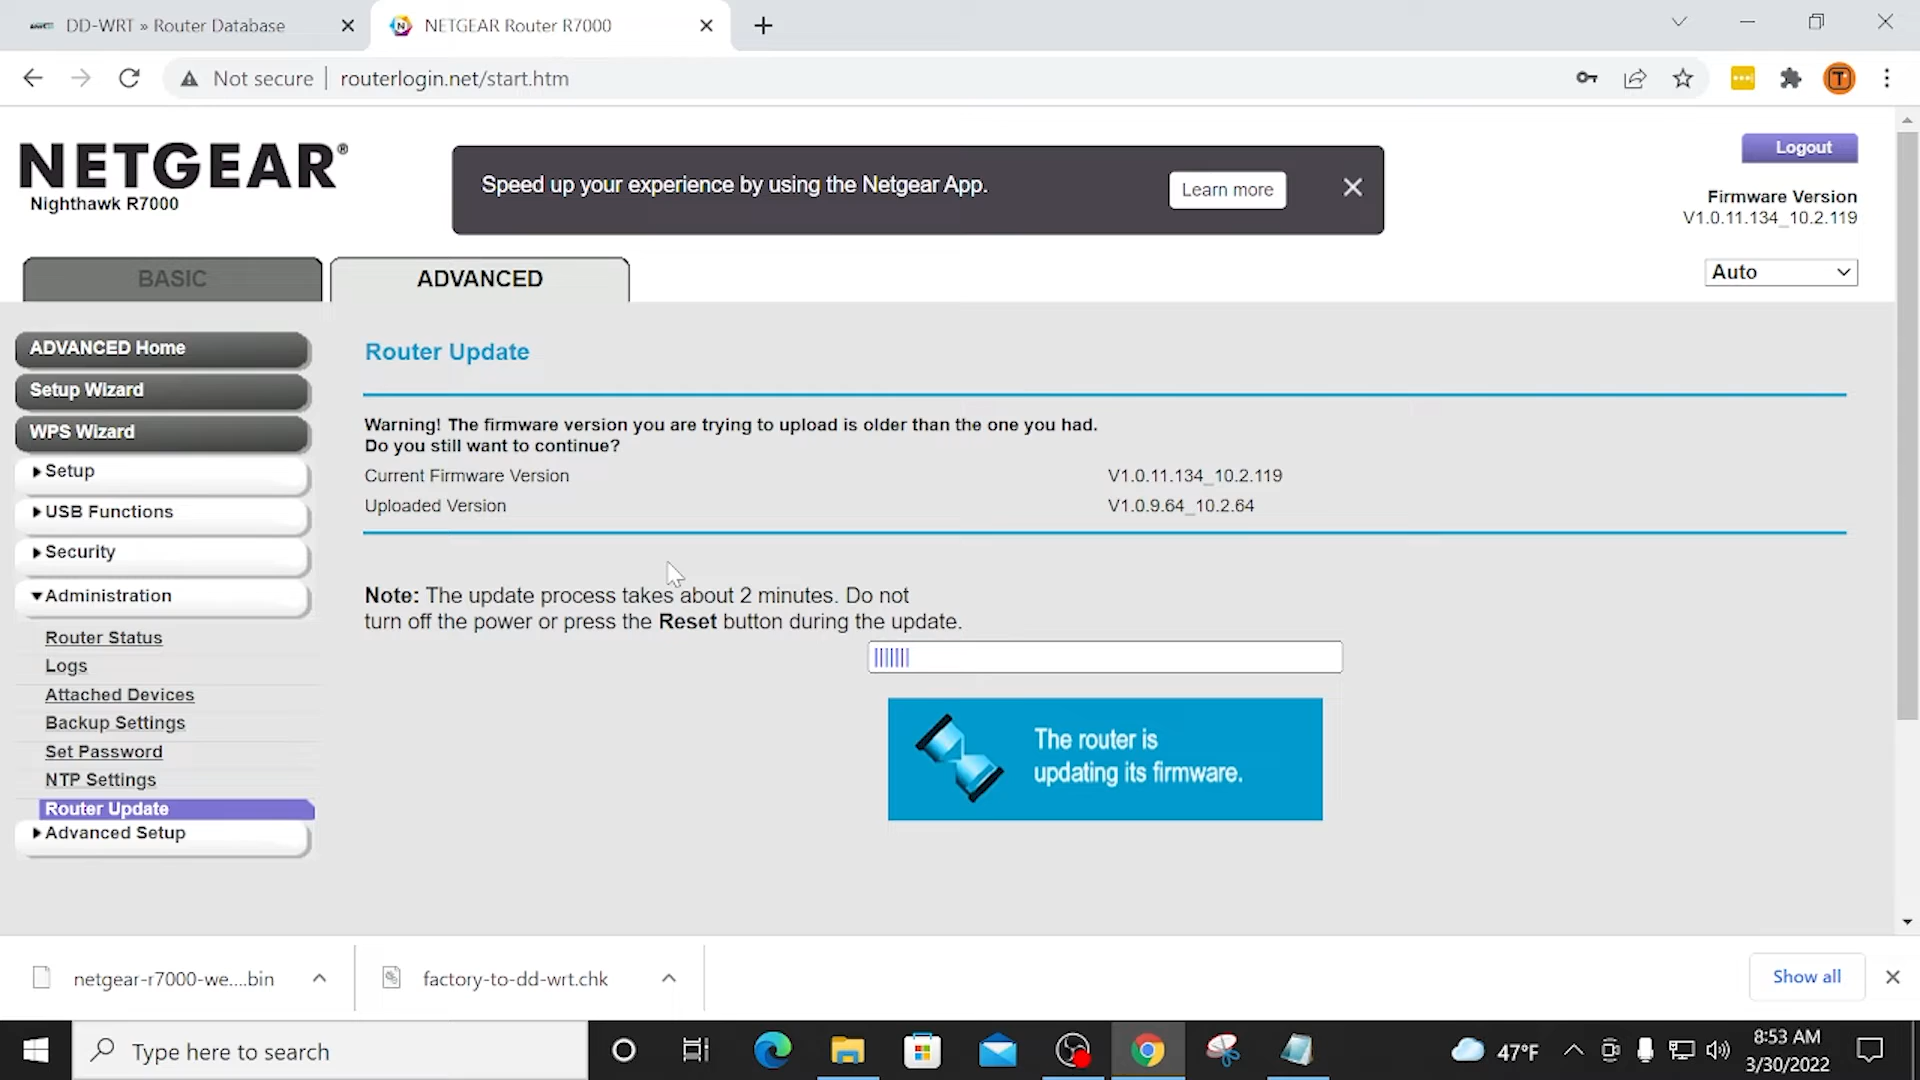 DD-WRT » Router Database
NETGEAR Router R7000
Not secure
routerlogin.net/start.htm
T
NETGEAR®
Nighthawk R7000
Speed up your experience by using the Netgear App.
Learn more
Logout
Firmware Version
V1.0.11.134_10.2.119
BASIC
ADVANCED
Auto
ADVANCED Home
Setup Wizard
WPS Wizard
Setup
USB Functions
Security
Administration
Router Status
Logs
Attached Devices
Backup Settings
Set Password
NTP Settings
Router Update
Advanced Setup
Router Update
Warning! The firmware version you are trying to upload is older than the one you had.
Do you still want to continue?
Current Firmware Version V1.0.11.134_10.2.119
Uploaded Version V1.0.9.64_10.2.64
Note: The update process takes about 2 minutes. Do not
turn off the power or press the Reset button during the update.
The router is
updating its firmware.
netgear-r7000-we....bin
factory-to-dd-wrt.chk
Show all
Type here to search
47°F
8:53 AM
3/30/2022